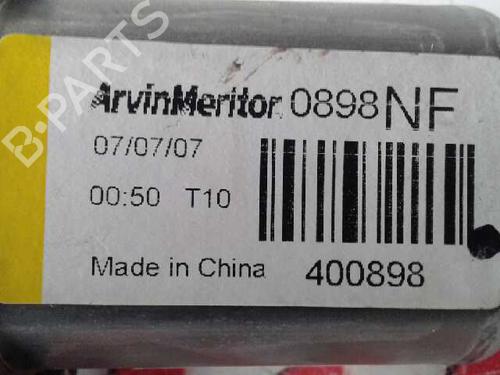 B-PARTS
ArvinMeritor 0898 NF
07/07/07
00:50 T10
Made in China 400898